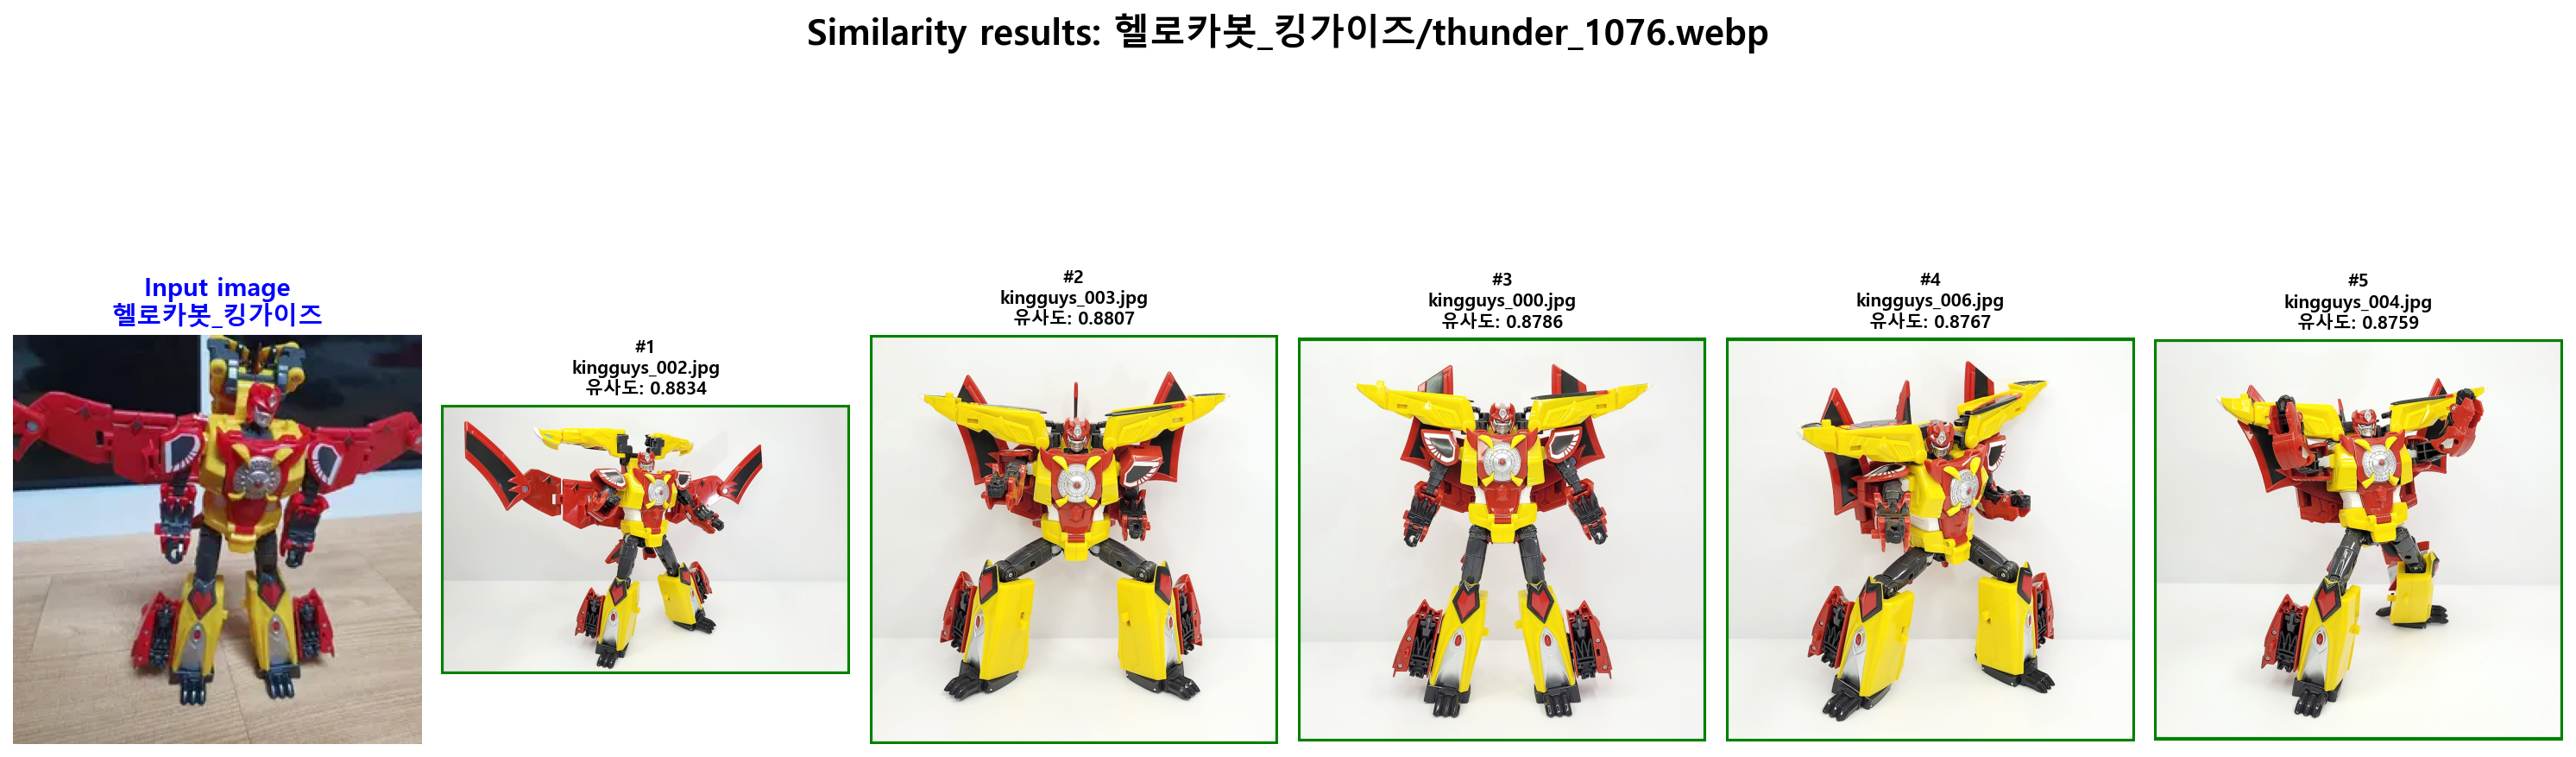 Similarity results: 헬로카봇_킹가이즈/thunder_1076.webp
Input image
헬로카봇_킹가이즈
#1
kingguys_002.jpg
유사도: 0.8834
#2
kingguys_003.jpg
유사도: 0.8807
#3
kingguys_000.jpg
유사도: 0.8786
#4
kingguys_006.jpg
유사도: 0.8767
#5
kingguys_004.jpg
유사도: 0.8759